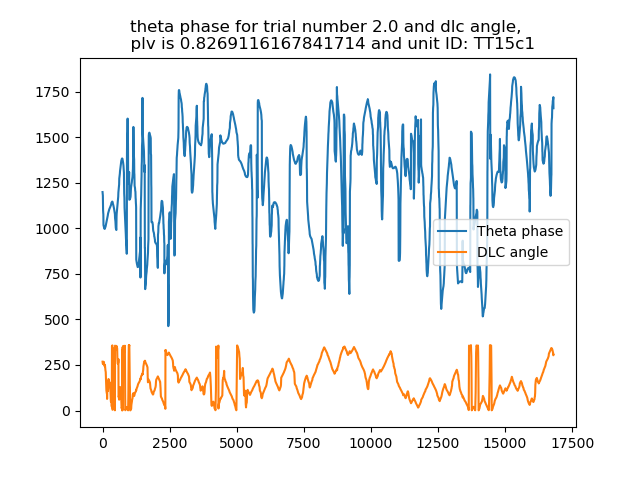 theta phase for trial number 2.0 and dlc angle,
plv is 0.8269116167841714 and unit ID: TT15c1
1750
1500
1250
1000
750
500
250
0
Theta phase
DLC angle
0 2500 5000 7500 10000 12500 15000 17500